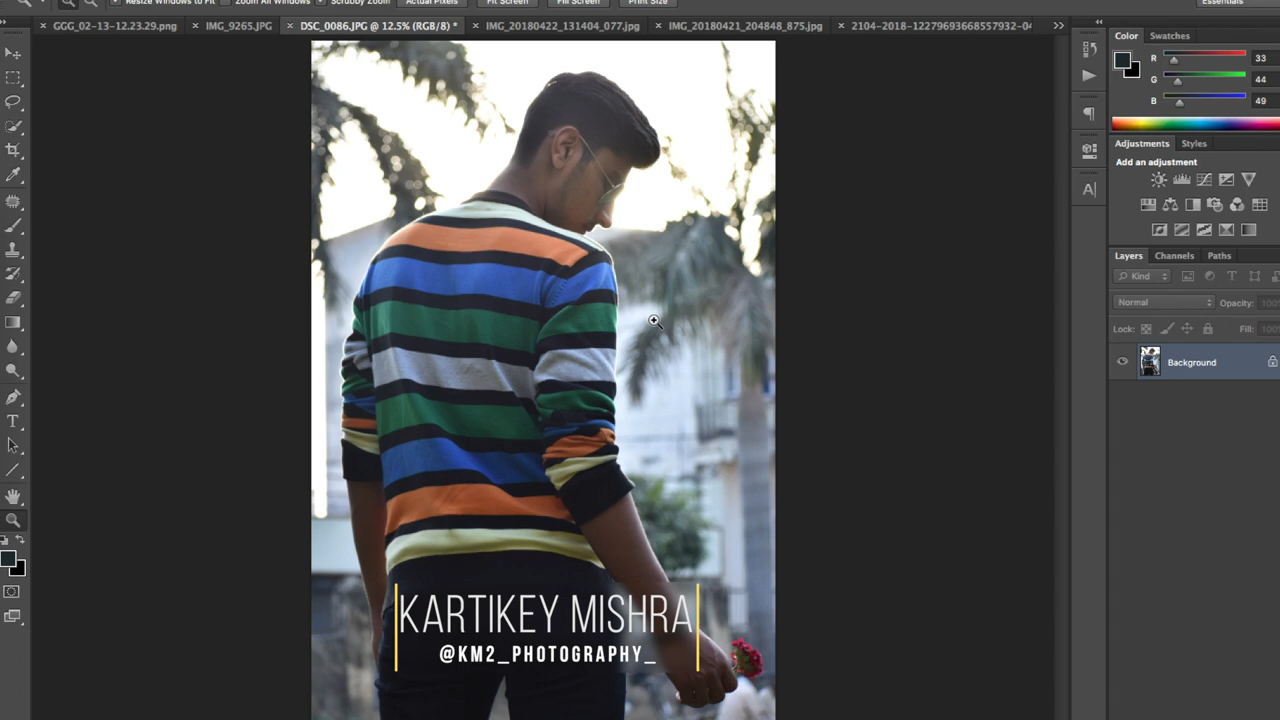 Resize Windows to Fit Zoom All Windows Scrubby Zoom Actual Pixels Fit Screen Fill Screen Print Size
Essentials
GGG_02-13-12.23.29.png
IMG_9265.JPG
DSC_0086.JPG @ 12.5% (RGB/8) *
IMG_20180422_131404_077.jpg
IMG_20180421_204848_875.jpg
2104-2018-12279693668557932-04
Color Swatches
R 33
G 44
B 49
Adjustments Styles
Add an adjustment
Layers Channels Paths
Kind
Normal Opacity: 100
Lock: Fill: 100
Background
KARTIKEY MISHRA
@KM2_PHOTOGRAPHY_